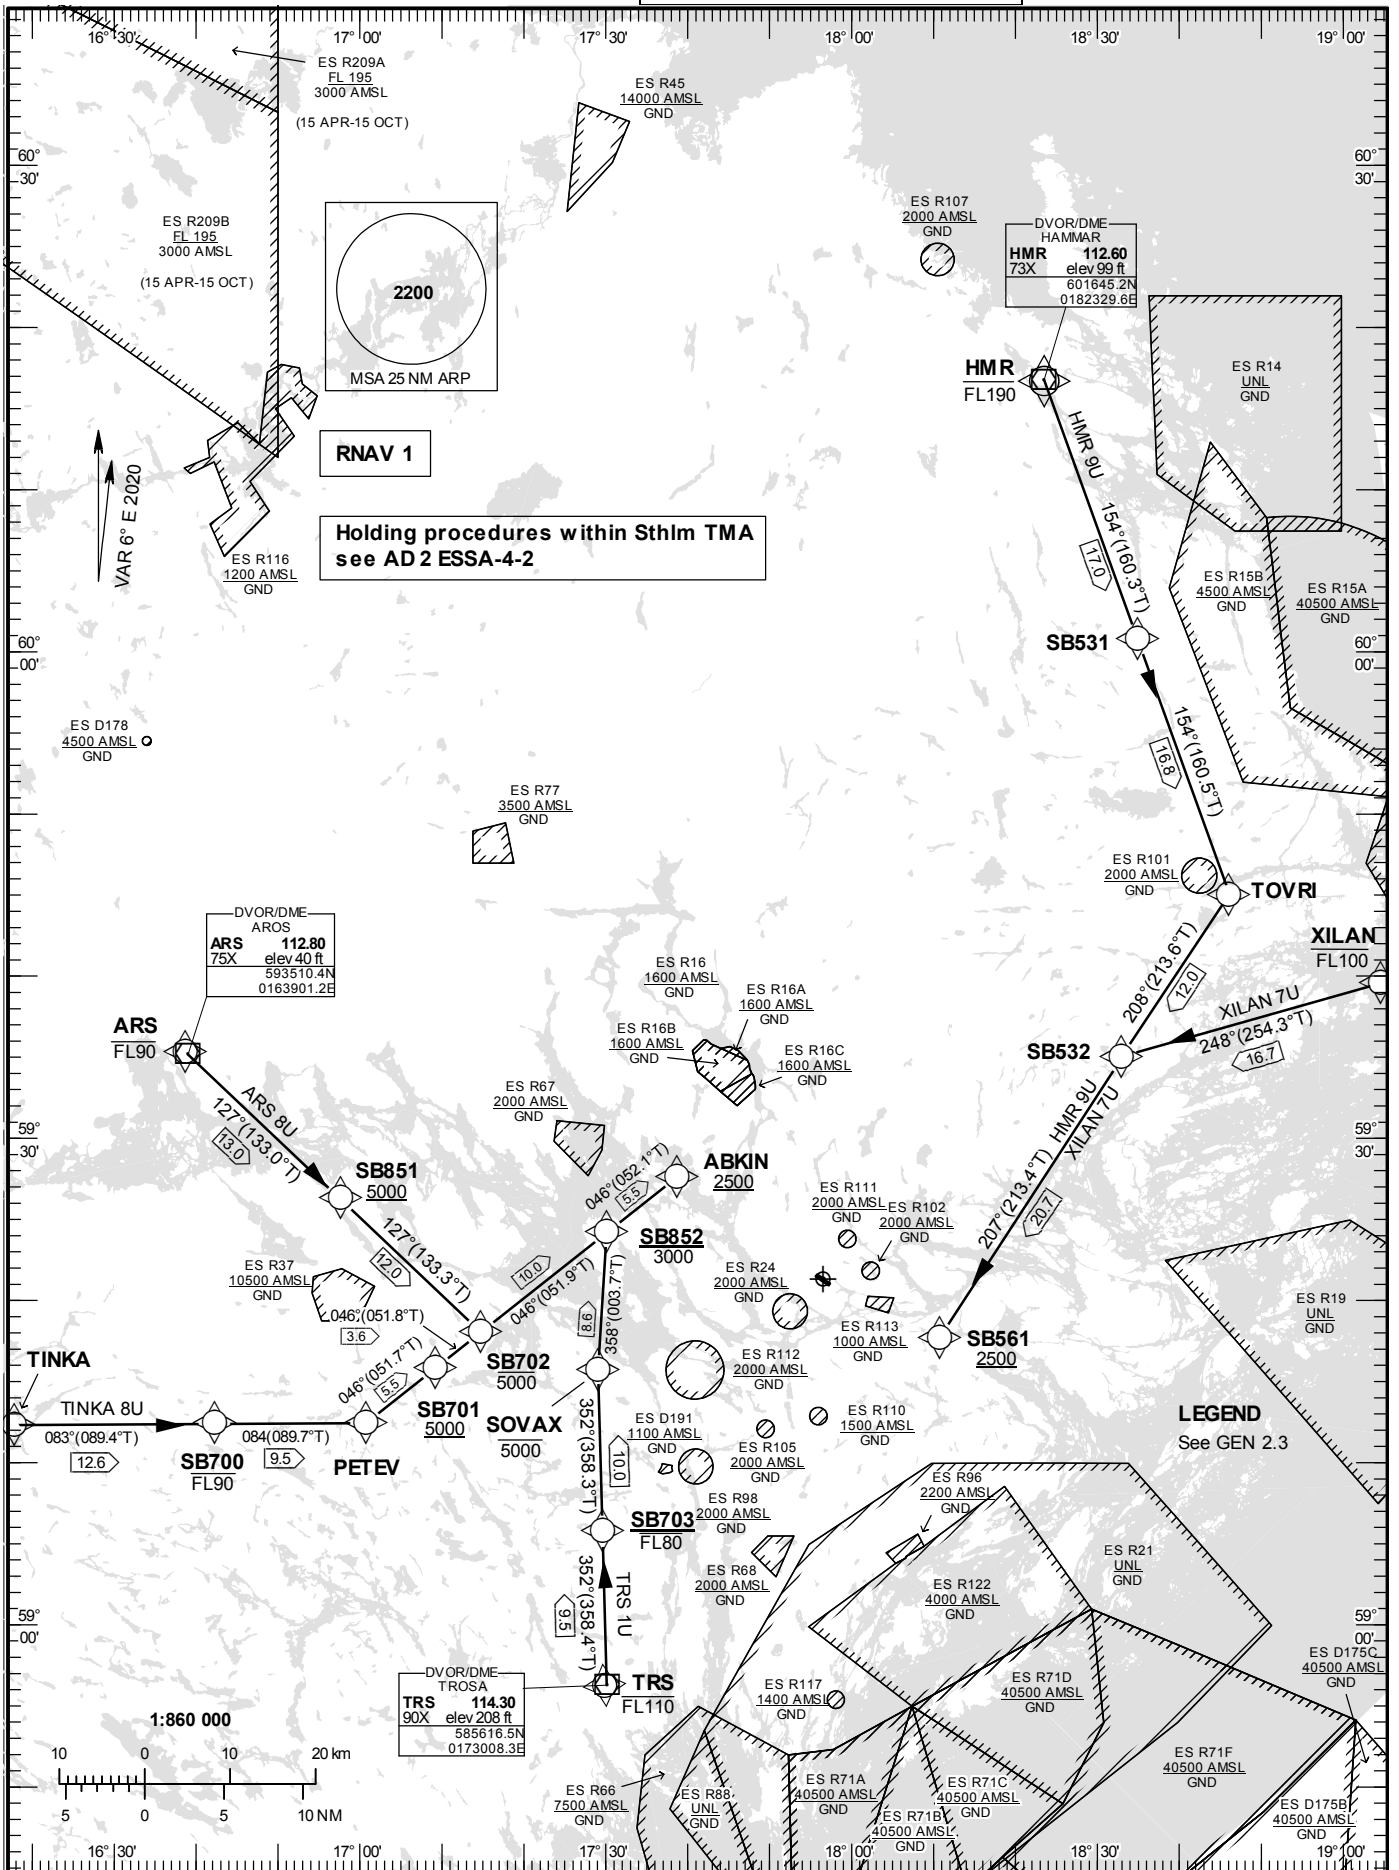 16° 30'
17° 00'
17° 30'
18° 00'
18° 30'
19° 00'
ES R209A
FL 195
3000 AMSL
(15 APR-15 OCT)
ES R45
14000 AMSL
GND
60°
30'
60°
30'
ES R209B
FL 195
3000 AMSL
(15 APR-15 OCT)
2200
MSA 25 NM ARP
ES R107
2000 AMSL
GND
DVOR/DME
HAMMAR
HMR 112.60
73X elev 99 ft
601645.2N
0182329.6E
HMR
FL190
ES R14
UNL
GND
RNAV 1
HMR 9U
154°(160.3°T)
17.0
VAR 6° E 2020
Holding procedures within Sthlm TMA
see AD 2 ESSA-4-2
ES R116
1200 AMSL
GND
ES R15B
4500 AMSL
GND
ES R15A
40500 AMSL
GND
60°
00'
60°
00'
SB531
ES D178
4500 AMSL
GND
154°(160.5°T)
16.8
ES R77
3500 AMSL
GND
ES R101
2000 AMSL
GND
TOVRI
DVOR/DME
AROS
ARS 112.80
75X elev 40 ft
593510.4N
0163901.2E
XILAN
FL100
208°(213.6°T)
12.0
ES R16
1600 AMSL
GND
ES R16A
1600 AMSL
GND
ES R16B
1600 AMSL
GND
ES R16C
1600 AMSL
GND
XILAN 7U
248°(254.3°T)
16.7
ARS
FL90
SB532
ARS 8U
127°(133.0°T)
13.0
ES R67
2000 AMSL
GND
HMR 9U
XILAN 7U
207°(213.4°T)
20.7
59°
30'
59°
30'
SB851
5000
046°(052.1°T)
5.5
ABKIN
2500
ES R111
2000 AMSL
GND
ES R102
2000 AMSL
GND
127°(133.3°T)
12.0
SB852
3000
ES R37
10500 AMSL
GND
10.0
046°(051.9°T)
ES R24
2000 AMSL
GND
046°(051.8°T)
3.6
358°(003.7°T)
8.6
ES R19
UNL
GND
ES R113
1000 AMSL
GND
SB561
2500
TINKA
046°(051.7°T)
5.5
SB702
5000
ES R112
2000 AMSL
GND
TINKA 8U
083°(089.4°T)
12.6
084(089.7°T)
9.5
SB701
5000
SOVAX
5000
SB700
FL90
PETEV
ES D191
1100 AMSL
GND
ES R105
2000 AMSL
GND
ES R110
1500 AMSL
GND
LEGEND
See GEN 2.3
352°(358.3°T)
10.0
ES R98
2000 AMSL
GND
ES R96
2200 AMSL
GND
SB703
FL80
ES R21
UNL
GND
ES R68
2000 AMSL
GND
ES R122
4000 AMSL
GND
352°(358.4°T)
9.5
TRS 1U
59°
00'
59°
00'
DVOR/DME
TROSA
TRS 114.30
90X elev 208 ft
585616.5N
0173008.3E
TRS
FL110
ES R117
1400 AMSL
GND
ES R71D
40500 AMSL
GND
ES D175C
40500 AMSL
GND
1:860 000
10 0 10 20 km
5 0 5 10 NM
ES R66
7500 AMSL
GND
ES R88
UNL
GND
ES R71A
40500 AMSL
GND
ES R71B
40500 AMSL
GND
ES R71C
40500 AMSL
GND
ES R71F
40500 AMSL
GND
ES D175B
40500 AMSL
GND
16° 30'
17° 00'
17° 30'
18° 00'
18° 30'
19° 00'